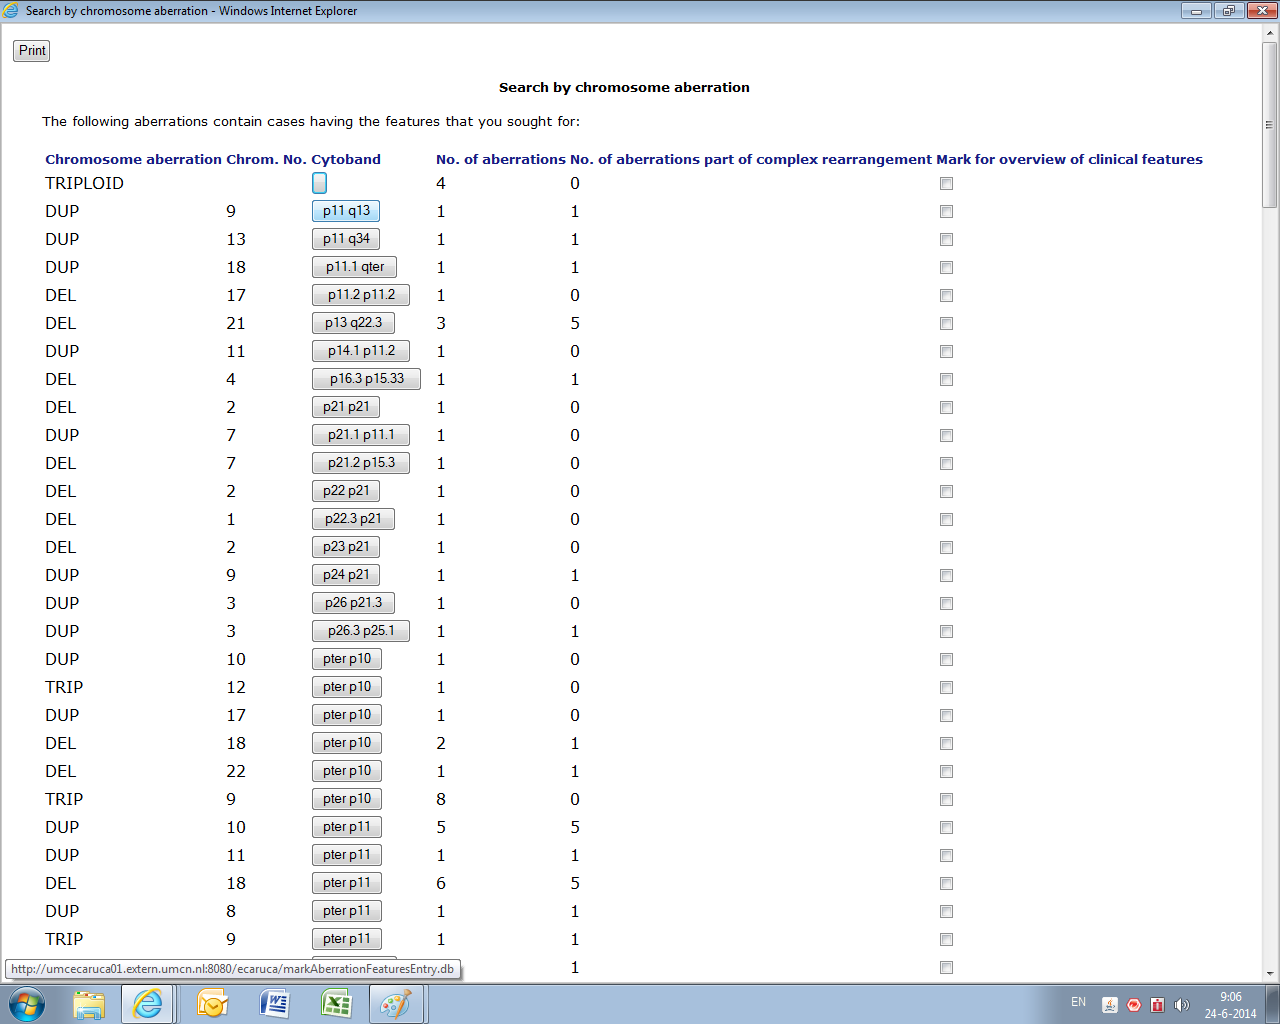 Search by chromosome aberration - Windows Internet Explorer
Print
Search by chromosome aberration
The following aberrations contain cases having the features that you sought for:
Chromosome aberration Chrom. No. Cytoband No. of aberrations No. of aberrations part of complex rearrangement Mark for overview of clinical features
TRIPLOID 4 0
DUP 9 p11 q13 1 1
DUP 13 p11 q34 1 1
DUP 18 p11.1 qter 1 1
DEL 17 p11.2 p11.2 1 0
DEL 21 p13 q22.3 3 5
DUP 11 p14.1 p11.2 1 0
DEL 4 p16.3 p15.33 1 1
DEL 2 p21 p21 1 0
DUP 7 p21.1 p11.1 1 0
DEL 7 p21.2 p15.3 1 0
DEL 2 p22 p21 1 0
DEL 1 p22.3 p21 1 0
DEL 2 p23 p21 1 0
DUP 9 p24 p21 1 1
DUP 3 p26 p21.3 1 0
DUP 3 p26.3 p25.1 1 1
DUP 10 pter p10 1 0
TRIP 12 pter p10 1 0
DUP 17 pter p10 1 0
DEL 18 pter p10 2 1
DEL 22 pter p10 1 1
TRIP 9 pter p10 8 0
DUP 10 pter p11 5 5
DUP 11 pter p11 1 1
DEL 18 pter p11 6 5
DUP 8 pter p11 1 1
TRIP 9 pter p11 1 1
1
http://umcecaruca01.extern.umcn.nl:8080/ecaruca/markAberrationFeaturesEntry.db
EN
9:06
24-6-2014